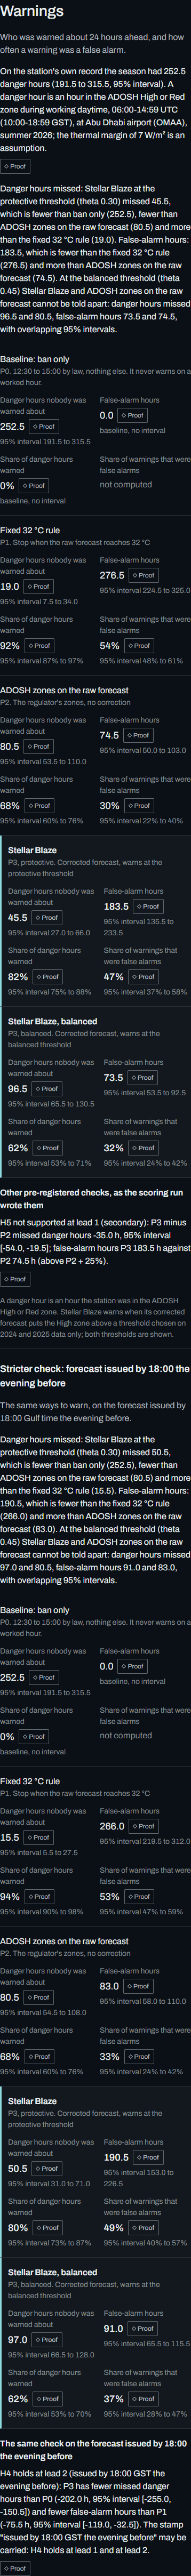 Warnings
Who was warned about 24 hours ahead, and how
often a warning was a false alarm.
On the station's own record the season had 252.5
danger hours (191.5 to 315.5, 95% interval). A
danger hour is an hour in the ADOSH High or Red
zone during working daytime, 06:00-14:59 UTC
(10:00-18:59 GST), at Abu Dhabi airport (OMAA),
summer 2026; the thermal margin of 7 W/m² is an
assumption.
◇ Proof
Danger hours missed: Stellar Blaze at the
protective threshold (theta 0.30) missed 45.5,
which is fewer than ban only (252.5), fewer than
ADOSH zones on the raw forecast (80.5) and more
than the fixed 32 °C rule (19.0). False-alarm hours:
183.5, which is fewer than the fixed 32 °C rule
(276.5) and more than ADOSH zones on the raw
forecast (74.5). At the balanced threshold (theta
0.45) Stellar Blaze and ADOSH zones on the raw
forecast cannot be told apart: danger hours missed
96.5 and 80.5, false-alarm hours 73.5 and 74.5,
with overlapping 95% intervals.
Baseline: ban only
P0. 12:30 to 15:00 by law, nothing else. It never warns on a
worked hour.
Danger hours nobody was
warned about
252.5 ◇ Proof
95% interval 191.5 to 315.5
False-alarm hours
0.0 ◇ Proof
baseline, no interval
Share of danger hours
warned
0% ◇ Proof
baseline, no interval
Share of warnings that were
false alarms
not computed
Fixed 32 °C rule
P1. Stop when the raw forecast reaches 32 °C
Danger hours nobody was
warned about
19.0 ◇ Proof
95% interval 7.5 to 34.0
False-alarm hours
276.5 ◇ Proof
95% interval 224.5 to 325.0
Share of danger hours
warned
92% ◇ Proof
95% interval 87% to 97%
Share of warnings that were
false alarms
54% ◇ Proof
95% interval 48% to 61%
ADOSH zones on the raw forecast
P2. The regulator's zones, no correction
Danger hours nobody was
warned about
80.5 ◇ Proof
95% interval 53.5 to 110.0
False-alarm hours
74.5 ◇ Proof
95% interval 50.0 to 103.0
Share of danger hours
warned
68% ◇ Proof
95% interval 60% to 76%
Share of warnings that were
false alarms
30% ◇ Proof
95% interval 22% to 40%
Stellar Blaze
P3, protective. Corrected forecast, warns at the
protective threshold
Danger hours nobody was
warned about
45.5 ◇ Proof
95% interval 27.0 to 66.0
False-alarm hours
183.5 ◇ Proof
95% interval 135.5 to
233.5
Share of danger hours
warned
82% ◇ Proof
95% interval 75% to 88%
Share of warnings that
were false alarms
47% ◇ Proof
95% interval 37% to 58%
Stellar Blaze, balanced
P3, balanced. Corrected forecast, warns at the
balanced threshold
Danger hours nobody was
warned about
96.5 ◇ Proof
95% interval 65.5 to 130.5
False-alarm hours
73.5 ◇ Proof
95% interval 53.5 to 92.5
Share of danger hours
warned
62% ◇ Proof
95% interval 53% to 71%
Share of warnings that
were false alarms
32% ◇ Proof
95% interval 24% to 42%
Other pre-registered checks, as the scoring run
wrote them
H5 not supported at lead 1 (secondary): P3 minus
P2 missed danger hours -35.0 h, 95% interval
[-54.0, -19.5]; false-alarm hours P3 183.5 h against
P2 74.5 h (above P2 + 25%).
◇ Proof
A danger hour is an hour the station was in the ADOSH
High or Red zone. Stellar Blaze warns when its corrected
forecast puts the High zone above a threshold chosen on
2024 and 2025 data only; both thresholds are shown.
Stricter check: forecast issued by 18:00 the
evening before
The same ways to warn, on the forecast issued by
18:00 Gulf time the evening before.
Danger hours missed: Stellar Blaze at the
protective threshold (theta 0.30) missed 50.5,
which is fewer than ban only (252.5), fewer than
ADOSH zones on the raw forecast (80.5) and more
than the fixed 32 °C rule (15.5). False-alarm hours:
190.5, which is fewer than the fixed 32 °C rule
(266.0) and more than ADOSH zones on the raw
forecast (83.0). At the balanced threshold (theta
0.45) Stellar Blaze and ADOSH zones on the raw
forecast cannot be told apart: danger hours missed
97.0 and 80.5, false-alarm hours 91.0 and 83.0,
with overlapping 95% intervals.
Baseline: ban only
P0. 12:30 to 15:00 by law, nothing else. It never warns on a
worked hour.
Danger hours nobody was
warned about
252.5 ◇ Proof
95% interval 191.5 to 315.5
False-alarm hours
0.0 ◇ Proof
baseline, no interval
Share of danger hours
warned
0% ◇ Proof
baseline, no interval
Share of warnings that were
false alarms
not computed
Fixed 32 °C rule
P1. Stop when the raw forecast reaches 32 °C
Danger hours nobody was
warned about
15.5 ◇ Proof
95% interval 5.5 to 27.5
False-alarm hours
266.0 ◇ Proof
95% interval 219.5 to 312.0
Share of danger hours
warned
94% ◇ Proof
95% interval 90% to 98%
Share of warnings that were
false alarms
53% ◇ Proof
95% interval 47% to 59%
ADOSH zones on the raw forecast
P2. The regulator's zones, no correction
Danger hours nobody was
warned about
80.5 ◇ Proof
95% interval 54.5 to 108.0
False-alarm hours
83.0 ◇ Proof
95% interval 58.0 to 110.0
Share of danger hours
warned
68% ◇ Proof
95% interval 60% to 76%
Share of warnings that were
false alarms
33% ◇ Proof
95% interval 24% to 42%
Stellar Blaze
P3, protective. Corrected forecast, warns at the
protective threshold
Danger hours nobody was
warned about
50.5 ◇ Proof
95% interval 31.0 to 71.0
False-alarm hours
190.5 ◇ Proof
95% interval 153.0 to
226.5
Share of danger hours
warned
80% ◇ Proof
95% interval 73% to 87%
Share of warnings that
were false alarms
49% ◇ Proof
95% interval 40% to 57%
Stellar Blaze, balanced
P3, balanced. Corrected forecast, warns at the
balanced threshold
Danger hours nobody was
warned about
97.0 ◇ Proof
95% interval 66.5 to 128.0
False-alarm hours
91.0 ◇ Proof
95% interval 65.5 to 115.5
Share of danger hours
warned
62% ◇ Proof
95% interval 53% to 70%
Share of warnings that
were false alarms
37% ◇ Proof
95% interval 28% to 47%
The same check on the forecast issued by 18:00
the evening before
H4 holds at lead 2 (issued by 18:00 GST the
evening before): P3 has fewer missed danger
hours than P0 (-202.0 h, 95% interval [-255.0,
-150.5]) and fewer false-alarm hours than P1
(-75.5 h, 95% interval [-119.0, -32.5]). The stamp
"issued by 18:00 GST the evening before" may be
carried: H4 holds at lead 1 and at lead 2.
◇ Proof